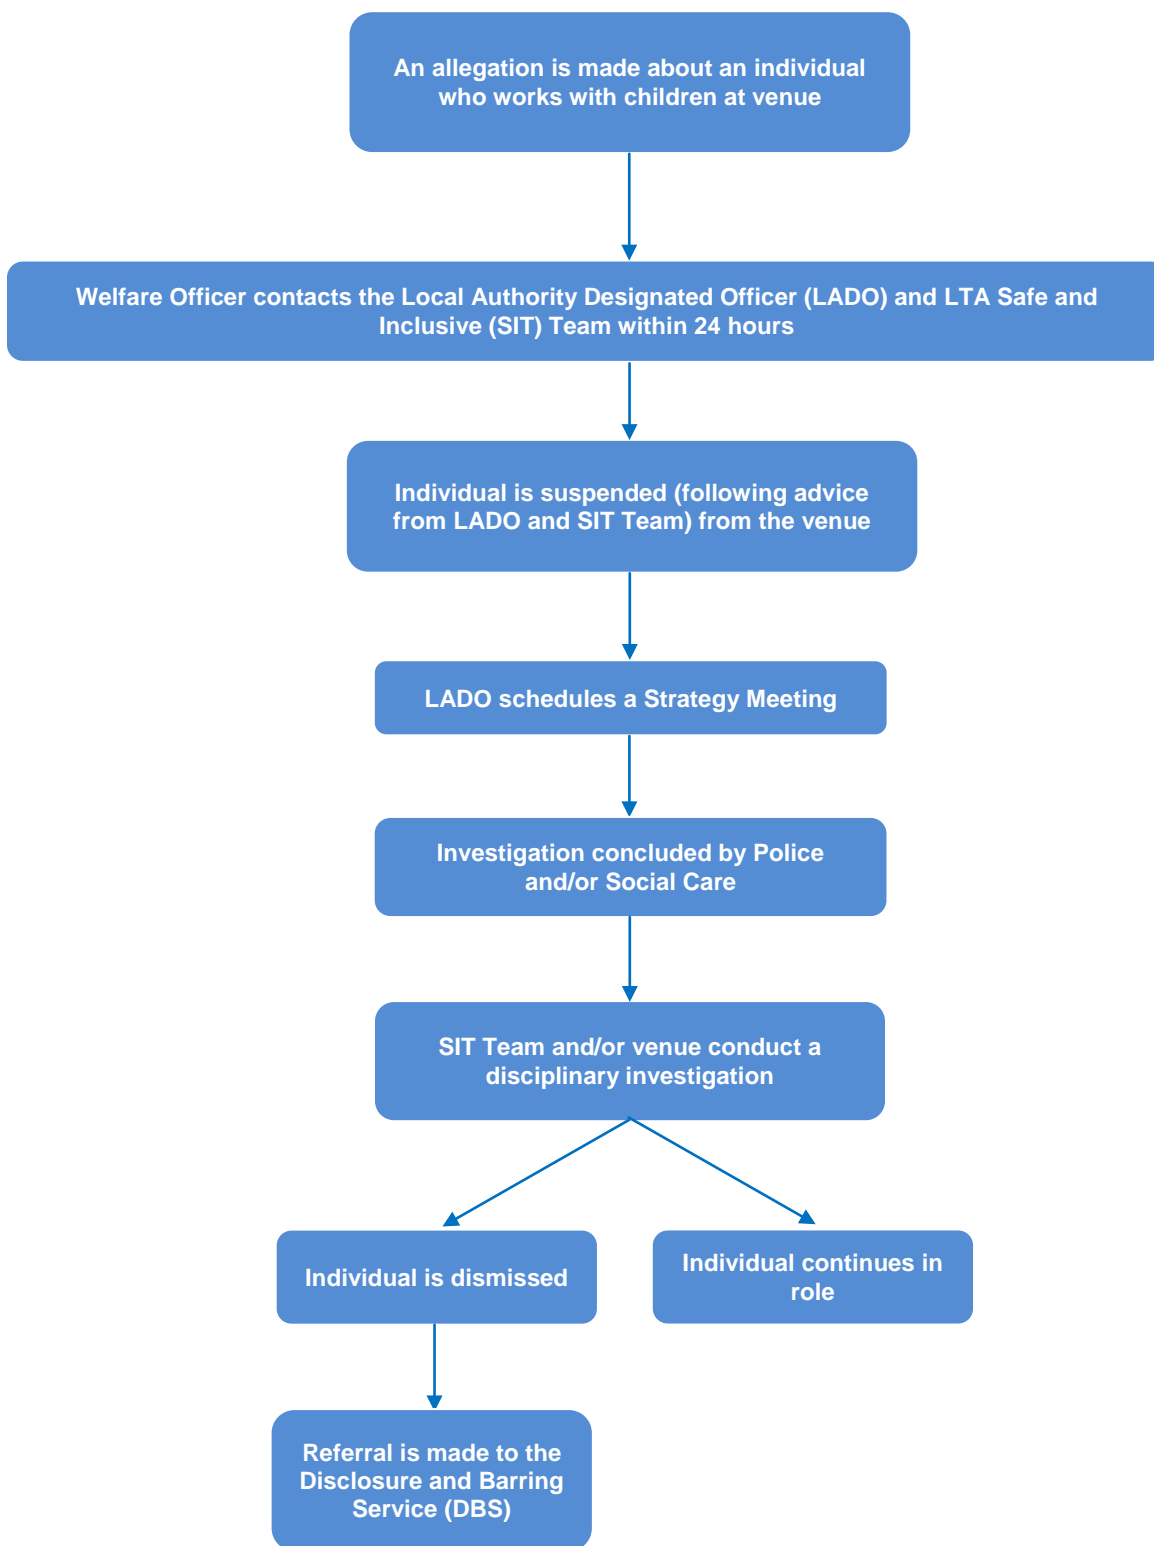 An allegation is made about an individual
who works with children at venue
Welfare Officer contacts the Local Authority Designated Officer (LADO) and LTA Safe and
Inclusive (SIT) Team within 24 hours
Individual is suspended (following advice
from LADO and SIT Team) from the venue
LADO schedules a Strategy Meeting
Investigation concluded by Police
and/or Social Care
SIT Team and/or venue conduct a
disciplinary investigation
Individual is dismissed
Individual continues in
role
Referral is made to the
Disclosure and Barring
Service (DBS)